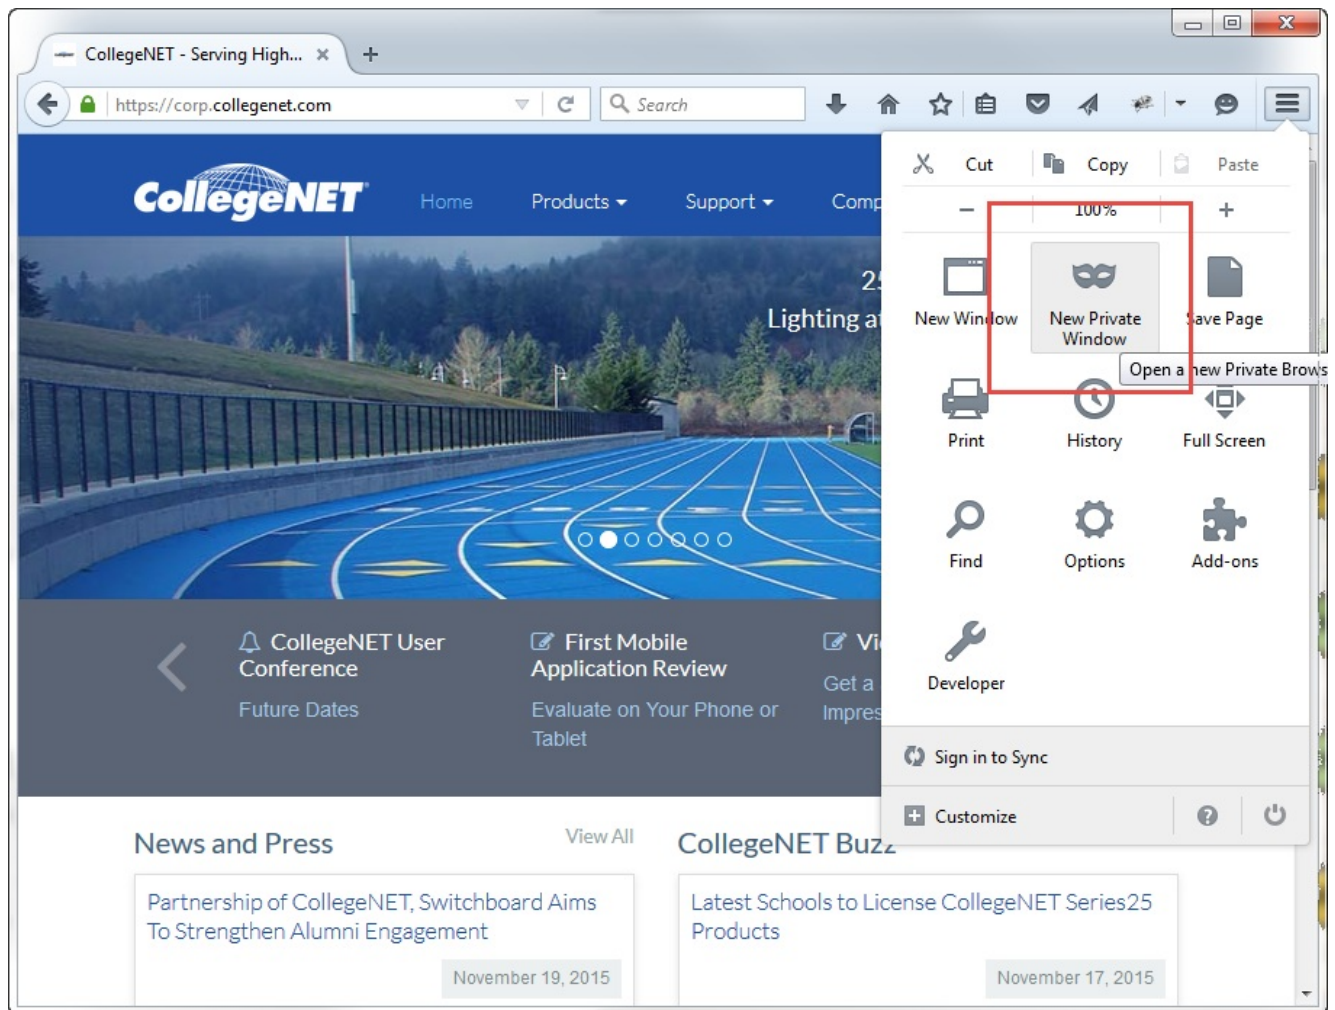 CollegeNET - Serving High...
https://corp.collegenet.com
Search
Cut
Copy
Paste
100%
New Window
New Private
Window
Save Page
Open a new Private Brows
Print
History
Full Screen
Find
Options
Add-ons
Developer
Sign in to Sync
Customize
CollegeNET
Home
Products
Support
Comp
Lighting
CollegeNET User
Conference
Future Dates
First Mobile
Application Review
Evaluate on Your Phone or
Tablet
Get a
Impres
News and Press
View All
Partnership of CollegeNET, Switchboard Aims
To Strengthen Alumni Engagement
November 19, 2015
CollegeNET Buzz
Latest Schools to License CollegeNET Series25
Products
November 17, 2015